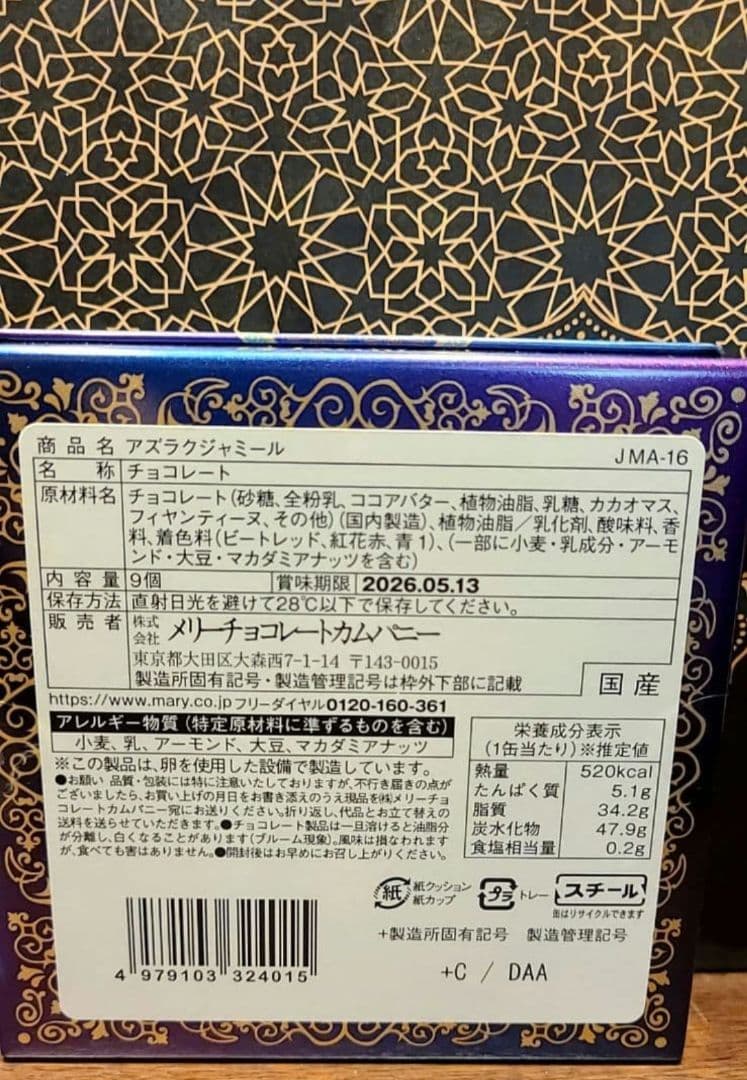 商品名 アズラクジャミール JMA-16
名称 チョコレート
原材料名 チョコレート(砂糖、全粉乳、ココアバター、植物油脂、乳糖、カカオマス、
フィヤンティーヌ、その他)(国内製造)、植物油脂/乳化剤、酸味料、香
料、着色料(ビートレッド、紅花赤、青1)、(一部に小麦・乳成分・アーモ
ンド・大豆・マカダミアナッツを含む)
内容量 9個 賞味期限 2026.05.13
保存方法 直射日光を避けて28℃以下で保存してください。
販売者 株式会社 メリーチョコレートカムパニー
東京都大田区大森西7-1-14 〒143-0015
製造所固有記号・製造管理記号は枠外下部に記載
国産
https://www.mary.co.jp フリーダイヤル0120-160-361
アレルギー物質(特定原材料に準ずるものを含む)
小麦、乳、アーモンド、大豆、マカダミアナッツ
※この製品は、卵を使用した設備で製造しています。
●お願い 品質・包装には特に注意いたしておりますが、不行き届きの点が
ございましたら、お買い上げの月日をお書き添えのうえ現品を㈱メリーチョ
コレートカムパニー宛にお送りください。折り返し、代品とお立て替えの
送料を送らせていただきます。●チョコレート製品は一旦溶けると油脂分
が分離し、白くなることがあります(ブルーム現象)。風味は損なわれます
が、食べても害はありません。●開封後はお早めにお召し上がりください。
栄養成分表示
(1缶当たり)※推定値
熱量 520kcal
たんぱく質 5.1g
脂質 34.2g
炭水化物 47.9g
食塩相当量 0.2g
紙 紙クッション
紙カップ
プラ トレー
スチール
缶はリサイクルできます
+製造所固有記号 製造管理記号
+C / DAA
4 979103 324015